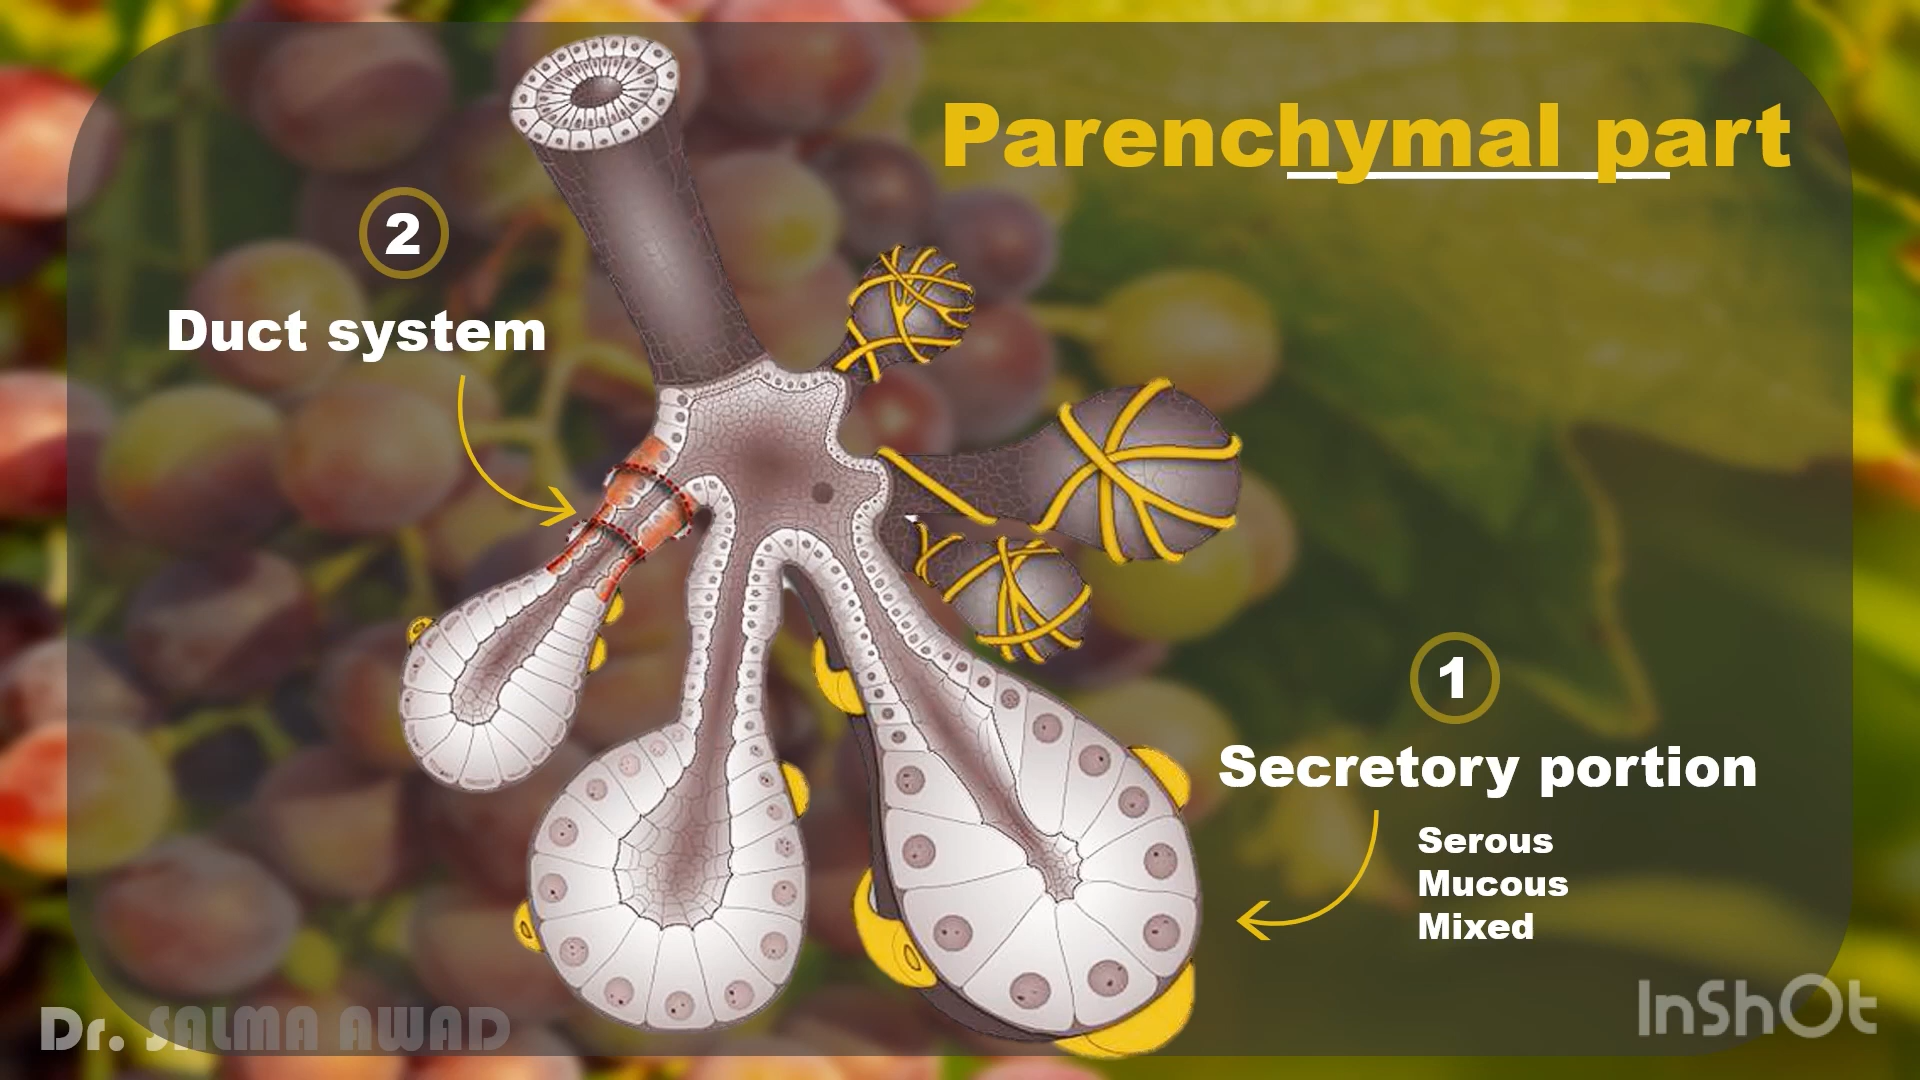 Parenchymal part
2
Duct system
1
Secretory portion
Serous
Mucous
Mixed
Dr. SALMA AWAD
InShOt